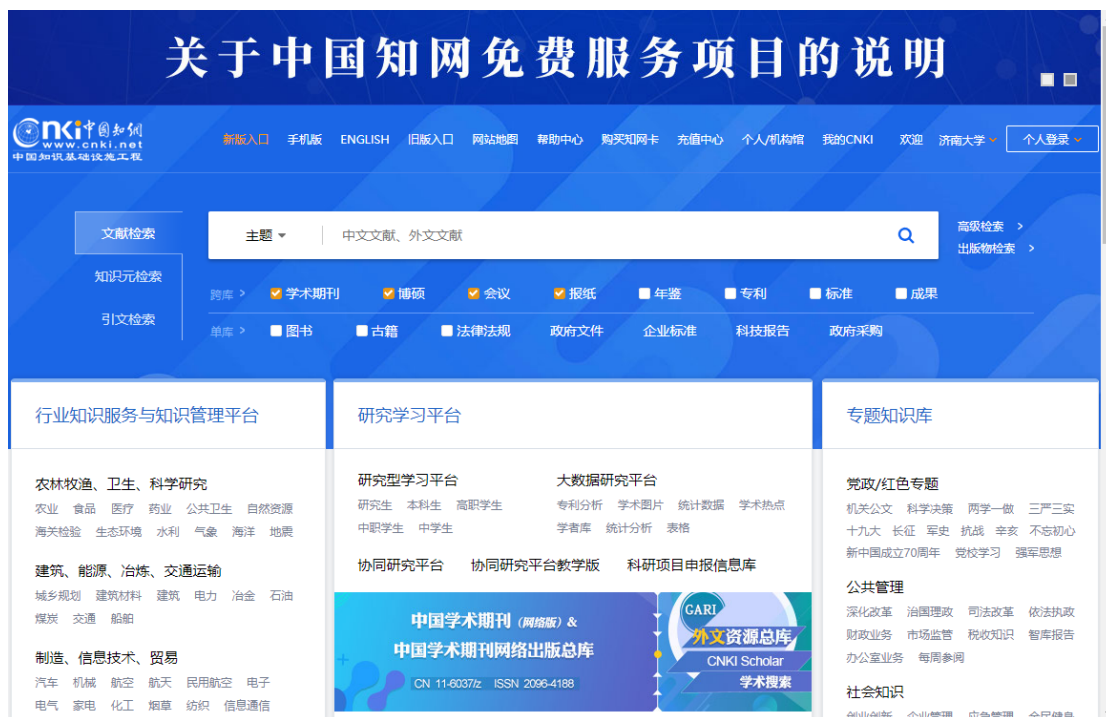 关于中国知网免费服务项目的说明
cnki 中国知网
www.cnki.net
中国知识基础设施工程
新版入口 手机版 ENGLISH 旧版入口 网站地图 帮助中心 购买知网卡 充值中心 个人/机构馆 我的CNKI 欢迎 济南大学 个人登录
文献检索
知识元检索
引文检索
主题 中文文献、外文文献
高级检索 >
出版物检索 >
跨库 > 学术期刊 博硕 会议 报纸 年鉴 专利 标准 成果
单库 > 图书 古籍 法律法规 政府文件 企业标准 科技报告 政府采购
行业知识服务与知识管理平台
农林牧渔、卫生、科学研究
农业 食品 医疗 药业 公共卫生 自然资源
海关检验 生态环境 水利 气象 海洋 地震
建筑、能源、冶炼、交通运输
城乡规划 建筑材料 建筑 电力 冶金 石油
煤炭 交通 船舶
制造、信息技术、贸易
汽车 机械 航空 航天 民用航空 电子
电气 家电 化工 烟草 纺织 信息通信
研究学习平台
研究型学习平台
研究生 本科生 高职学生
中职学生 中学生
大数据研究平台
专利分析 学术图片 统计数据 学术热点
学者库 统计分析 表格
协同研究平台 协同研究平台教学版 科研项目申报信息库
中国学术期刊(网络版)&
中国学术期刊网络出版总库
CN 11-6037/z ISSN 2096-4188
GARI
外文资源总库
CNKI Scholar
学术搜索
专题知识库
党政/红色专题
机关公文 科学决策 两学一做 三严三实
十九大 长征 军史 抗战 辛亥 不忘初心
新中国成立70周年 党校学习 强军思想
公共管理
深化改革 治国理政 司法改革 依法执政
财政业务 市场监管 税收知识 智库报告
办公室业务 每周参阅
社会知识
创业创新 企业管理 应急管理 全民健身